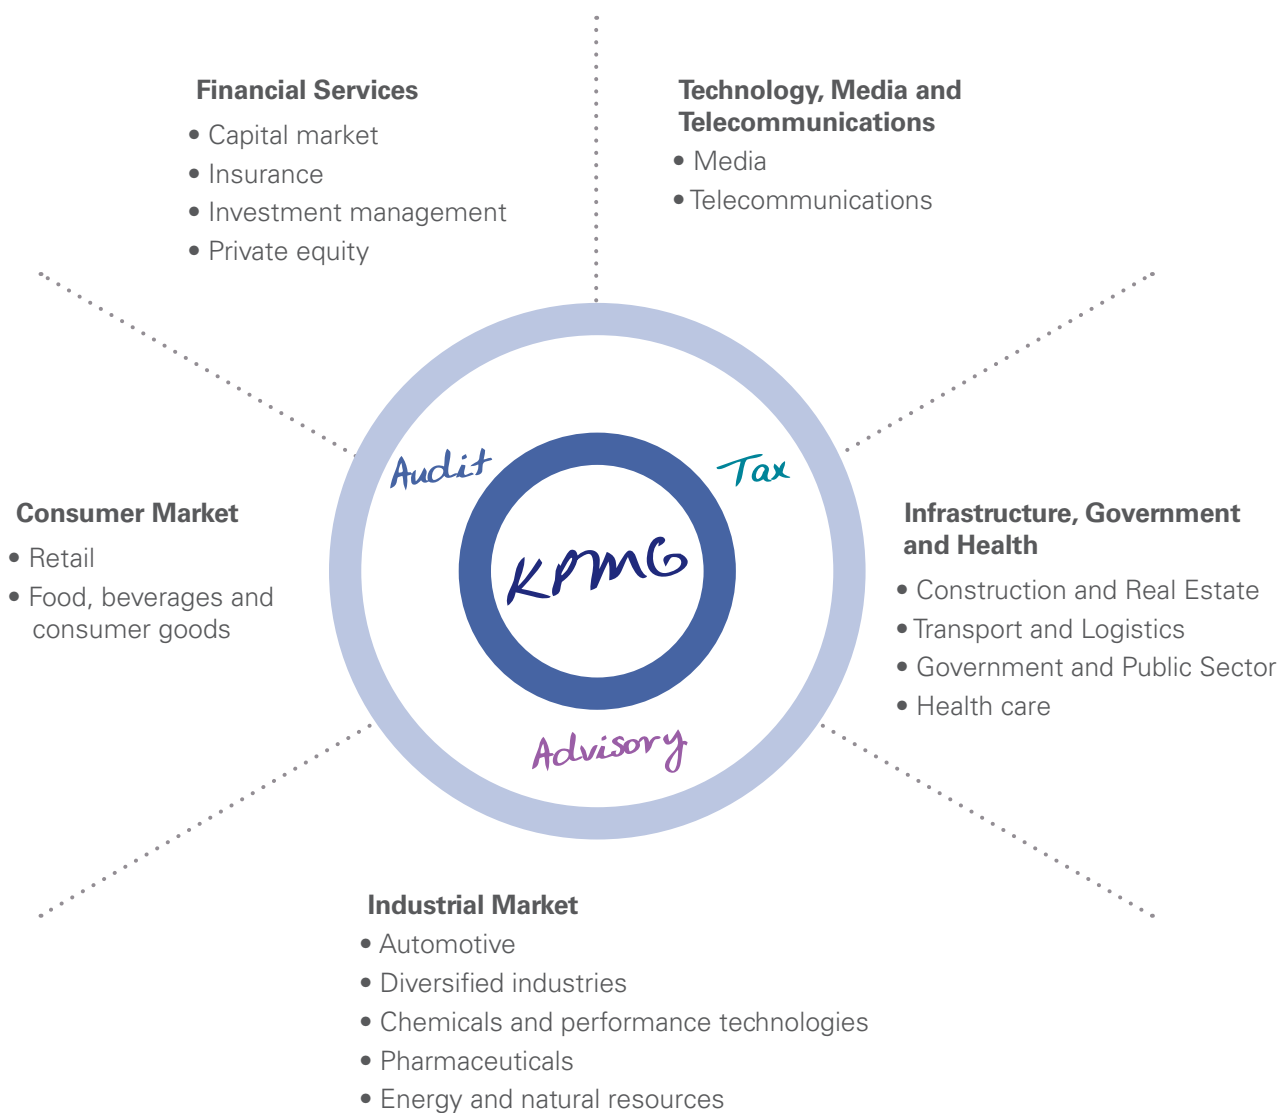 Financial Services
• Capital market
• Insurance
• Investment management
• Private equity
Technology, Media and
Telecommunications
• Media
• Telecommunications
Audit
Tax
KPMG
Advisory
Consumer Market
• Retail
• Food, beverages and
consumer goods
Infrastructure, Government
and Health
• Construction and Real Estate
• Transport and Logistics
• Government and Public Sector
• Health care
Industrial Market
• Automotive
• Diversified industries
• Chemicals and performance technologies
• Pharmaceuticals
• Energy and natural resources